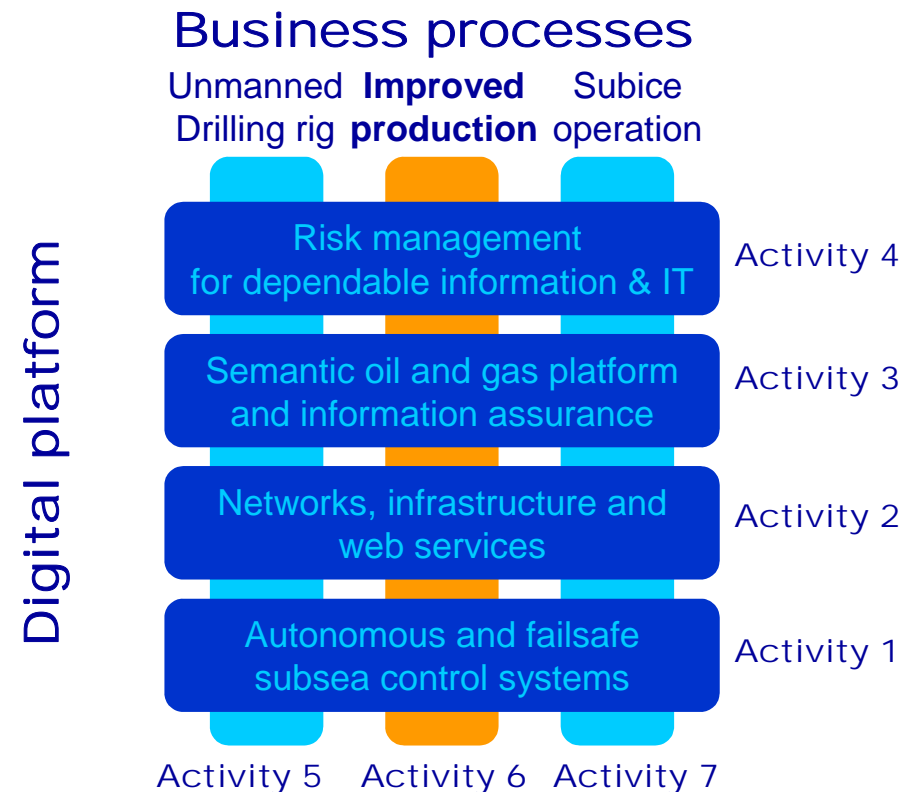 Business processes
Unmanned Improved Subice
Drilling rig production operation
Digital platform
Risk management
for dependable information & IT
Activity 4
Semantic oil and gas platform
and information assurance
Activity 3
Networks, infrastructure and
web services
Activity 2
Autonomous and failsafe
subsea control systems
Activity 1
Activity 5 Activity 6 Activity 7